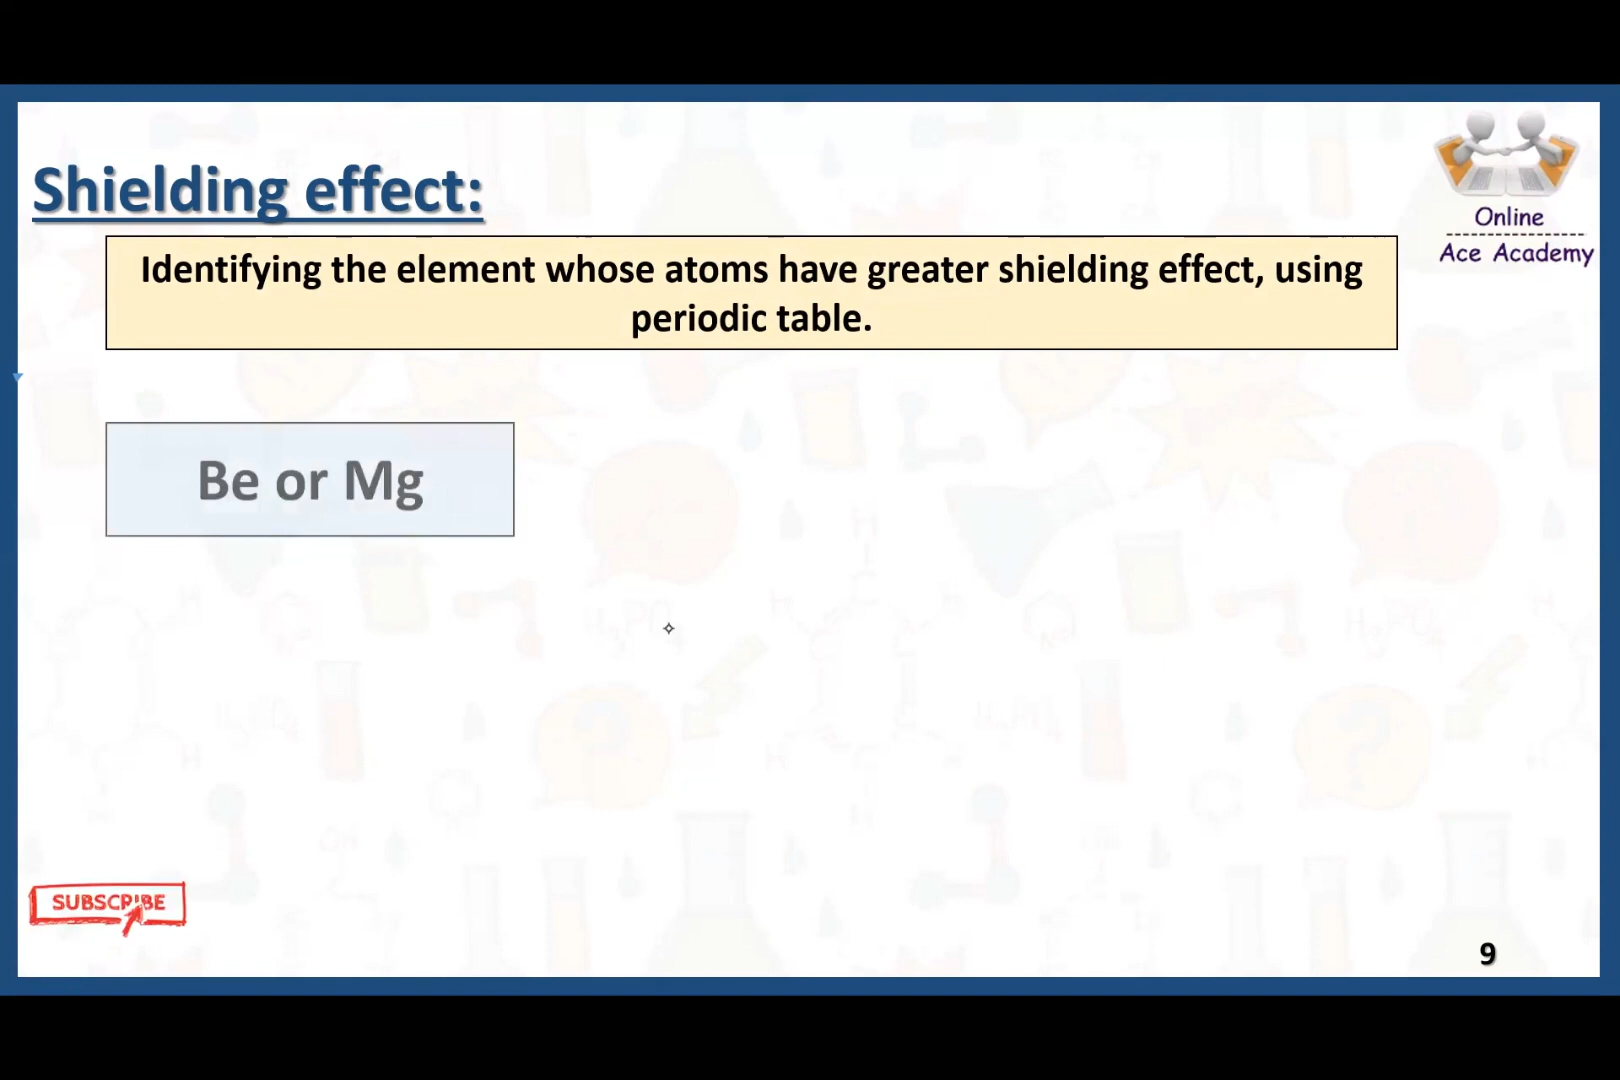 Shielding effect:
Online
Ace Academy
Identifying the element whose atoms have greater shielding effect, using
periodic table.
Be or Mg
SUBSCRIBE
9